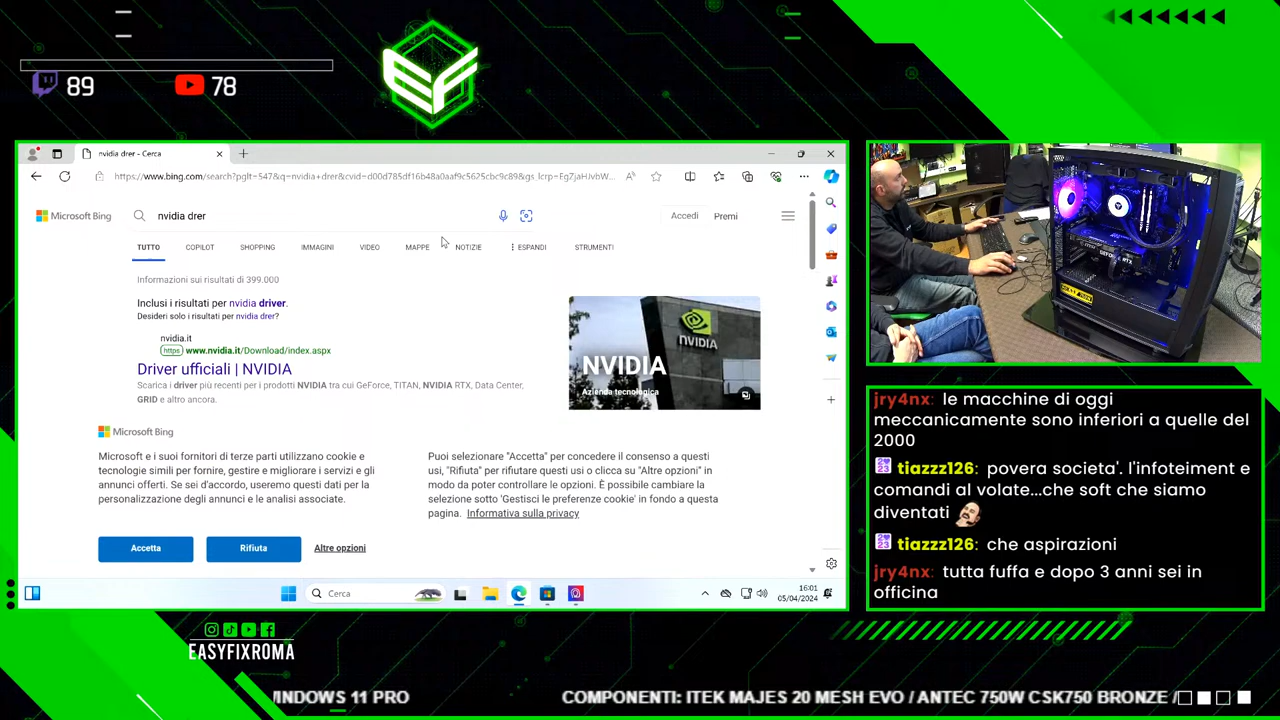 89
78
EF
nvidia drer - Cerca
https://www.bing.com/search?pglt=547&q=nvidia+drer&cvid=d00d785df16b48a0aaf9c5625cbc9c89&gs_lcrp=EgZjaHJvbW...
Microsoft Bing
nvidia drer
Accedi
Premi
TUTTO
COPILOT
SHOPPING
IMMAGINI
VIDEO
MAPPE
NOTIZIE
ESPANDI
STRUMENTI
Informazioni sui risultati di 399.000
Inclusi i risultati per nvidia driver.
Desideri solo i risultati per nvidia drer?
nvidia.it
https www.nvidia.it/Download/index.aspx
Driver ufficiali | NVIDIA
Scarica i driver più recenti per i prodotti NVIDIA tra cui GeForce, TITAN, NVIDIA RTX, Data Center,
GRID e altro ancora.
NVIDIA
NVIDIA
Azienda tecnologica
Microsoft Bing
Microsoft e i suoi fornitori di terze parti utilizzano cookie e
tecnologie simili per fornire, gestire e migliorare i servizi e gli
annunci offerti. Se sei d'accordo, useremo questi dati per la
personalizzazione degli annunci e le analisi associate.
Puoi selezionare "Accetta" per concedere il consenso a questi
usi, "Rifiuta" per rifiutare questi usi o clicca su "Altre opzioni" in
modo da poter controllare le opzioni. È possibile cambiare la
selezione sotto 'Gestisci le preferenze cookie' in fondo a questa
pagina. Informativa sulla privacy
Accetta
Rifiuta
Altre opzioni
Cerca
16:01
05/04/2024
GEFORCE RTX
jry4nx: le macchine di oggi
meccanicamente sono inferiori a quelle del
2000
tiazzz126: povera societa'. l'infoteiment e
comandi al volate...che soft che siamo
diventati
tiazzz126: che aspirazioni
jry4nx: tutta fuffa e dopo 3 anni sei in
officina
EASYFIXROMA
WINDOWS 11 PRO
COMPONENTI: ITEK MAJES 20 MESH EVO / ANTEC 750W CSK750 BRONZE /